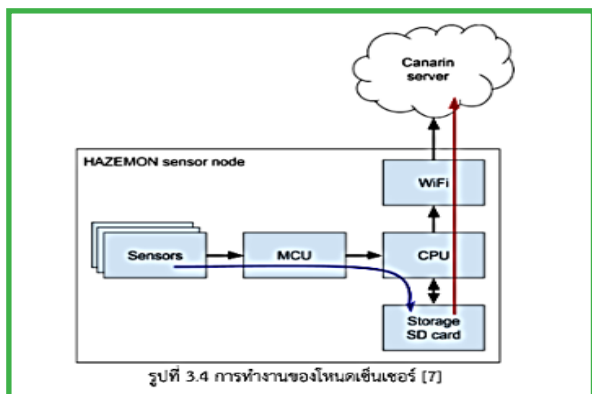 Canarin
server
HAZEMON sensor node
WiFi
Sensors
MCU
CPU
Storage
SD card
รูปที่ 3.4 การทำงานของโหนดเซ็นเซอร์ [7]